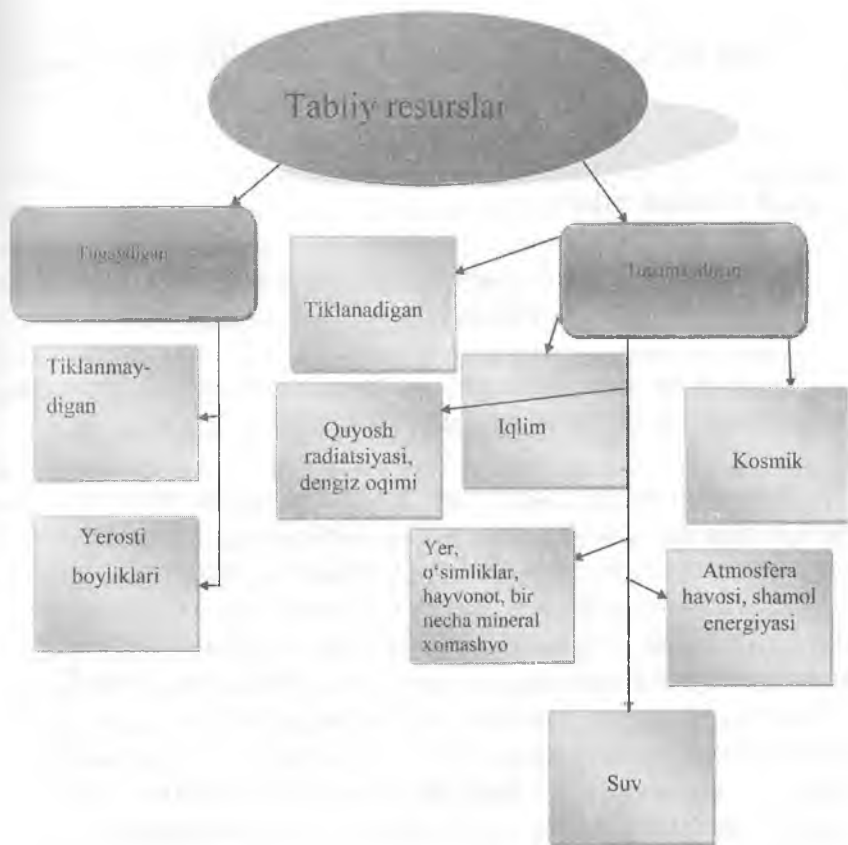 Tabiiy resurslar
Tugaydigan
Tiklanadigan
Tiklanmay-
digan
Quyosh
radiatsiyasi,
dengiz oqimi
Iqlim
Kosmik
Yerosti
boyliklari
Yer,
o‘simliklar,
hayvonot, bir
necha mineral
xomashyo
Atmosfera
havosi, shamol
energiyasi
Suv